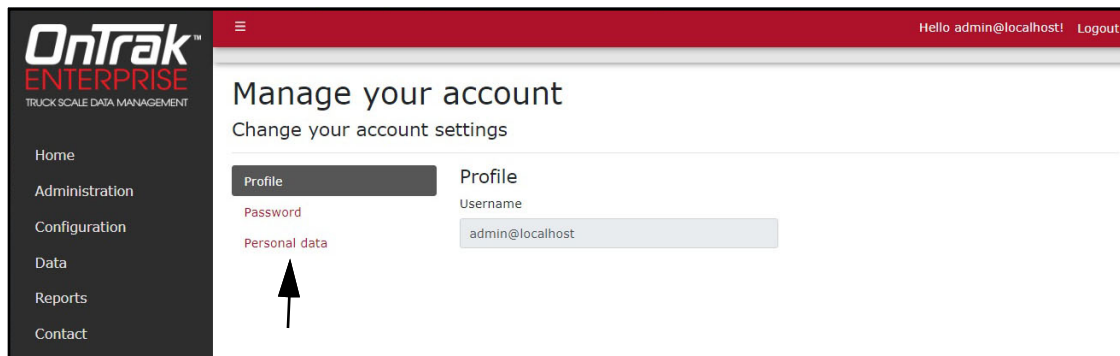 OnTrak™
ENTERPRISE
TRUCK SCALE DATA MANAGEMENT
Home
Administration
Configuration
Data
Reports
Contact
☰
Hello admin@localhost! Logout
Manage your account
Change your account settings
Profile
Password
Personal data
Profile
Username
admin@localhost